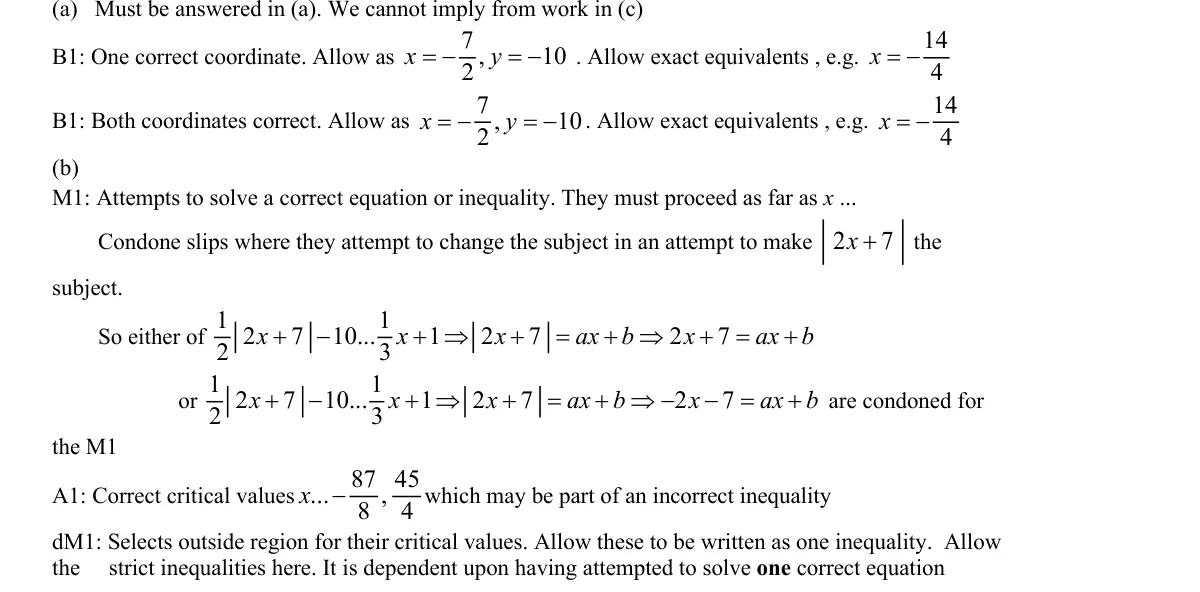 (a) Must be answered in (a). We cannot imply from work in (c)
B1: One correct coordinate. Allow as x = −7/2, y = −10 . Allow exact equivalents , e.g. x = −14/4
B1: Both coordinates correct. Allow as x = −7/2, y = −10. Allow exact equivalents , e.g. x = −14/4
(b)
M1: Attempts to solve a correct equation or inequality. They must proceed as far as x ...
Condone slips where they attempt to change the subject in an attempt to make |2x + 7| the
subject.
So either of 1/2|2x + 7| − 10...1/3x + 1 ⇒ |2x + 7| = ax + b ⇒ 2x + 7 = ax + b
or 1/2|2x + 7| − 10...1/3x + 1 ⇒ |2x + 7| = ax + b ⇒ −2x − 7 = ax + b are condoned for
the M1
A1: Correct critical values x... −87/8, 45/4 which may be part of an incorrect inequality
dM1: Selects outside region for their critical values. Allow these to be written as one inequality. Allow
the strict inequalities here. It is dependent upon having attempted to solve one correct equation